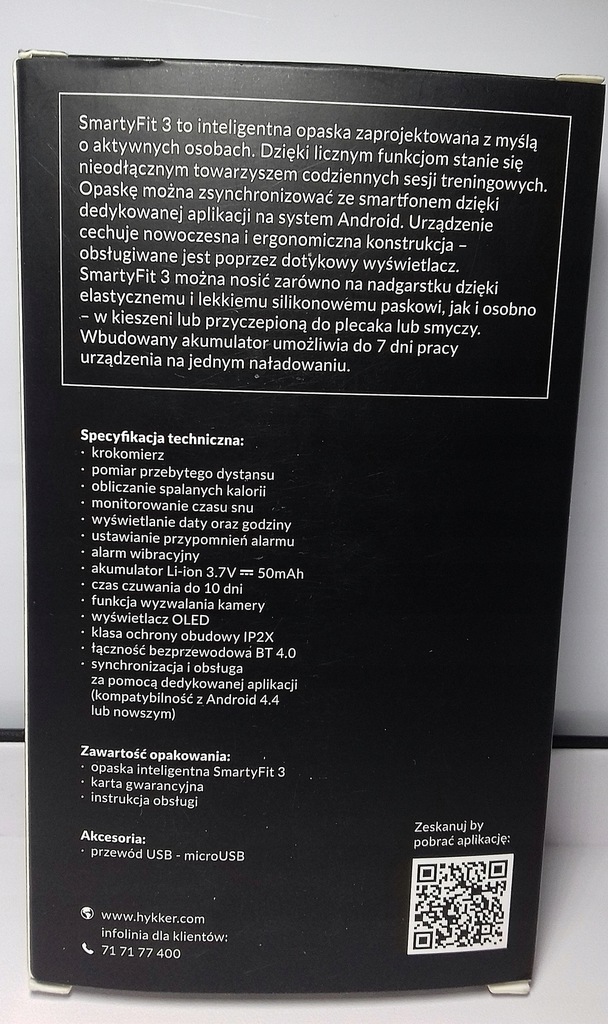 SmartyFit 3 to inteligentna opaska zaprojektowana z myślą
o aktywnych osobach. Dzięki licznym funkcjom stanie się
nieodłącznym towarzyszem codziennych sesji treningowych.
Opaskę można zsynchronizować ze smartfonem dzięki
dedykowanej aplikacji na system Android. Urządzenie
cechuje nowoczesna i ergonomiczna konstrukcja –
obsługiwane jest poprzez dotykowy wyświetlacz.
SmartyFit 3 można nosić zarówno na nadgarstku dzięki
elastycznemu i lekkiemu silikonowemu paskowi, jak i osobno
– w kieszeni lub przyczepioną do plecaka lub smyczy.
Wbudowany akumulator umożliwia do 7 dni pracy
urządzenia na jednym naładowaniu.
Specyfikacja techniczna:
· krokomierz
· pomiar przebytego dystansu
· obliczanie spalanych kalorii
· monitorowanie czasu snu
· wyświetlanie daty oraz godziny
· ustawianie przypomnień alarmu
· alarm wibracyjny
· akumulator Li-ion 3.7V ⎓ 50mAh
· czas czuwania do 10 dni
· funkcja wyzwalania kamery
· wyświetlacz OLED
· klasa ochrony obudowy IP2X
· łączność bezprzewodowa BT 4.0
· synchronizacja i obsługa
za pomocą dedykowanej aplikacji
(kompatybilność z Android 4.4
lub nowszym)
Zawartość opakowania:
· opaska inteligentna SmartyFit 3
· karta gwarancyjna
· instrukcja obsługi
Akcesoria:
· przewód USB - microUSB
Zeskanuj by
pobrać aplikację:
www.hykker.com
infolinia dla klientów:
71 71 77 400